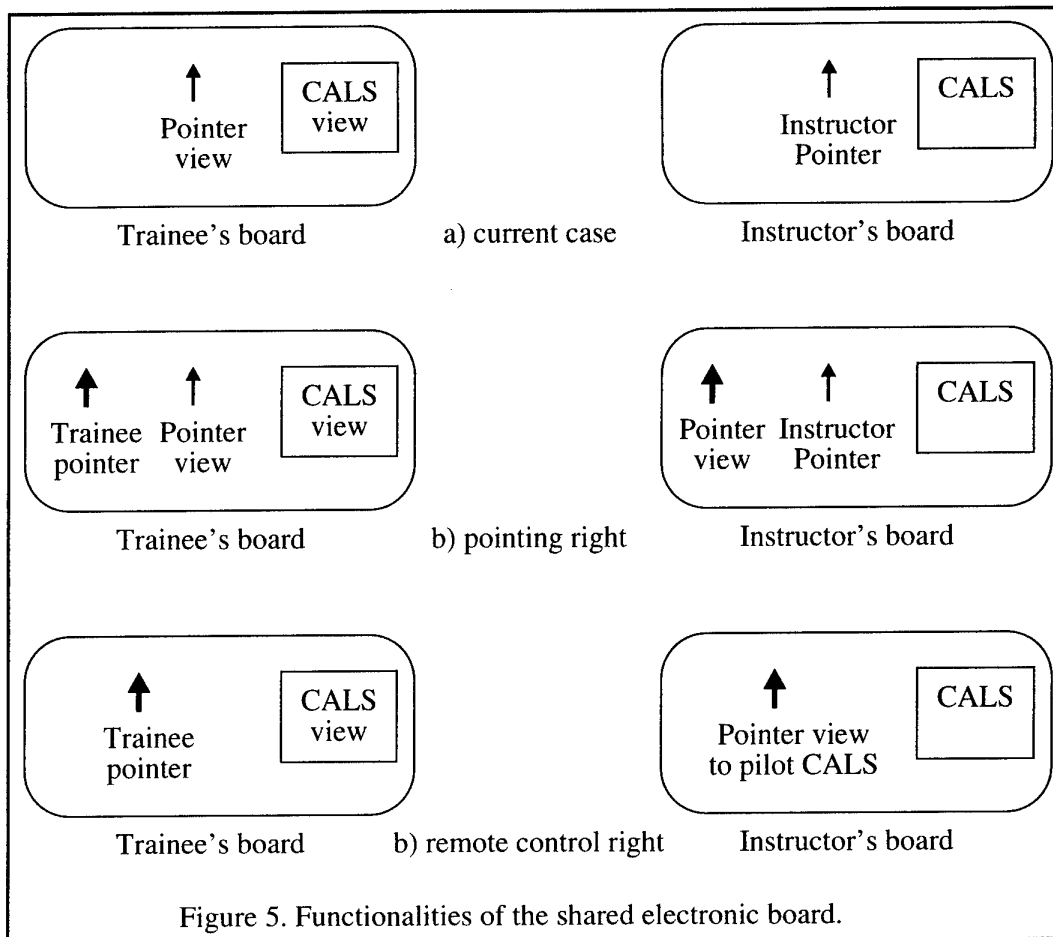 CALS
view
Pointer
view
Trainee's board
a) current case
CALS
Instructor
Pointer
Instructor's board
Trainee
pointer
Pointer
view
CALS
view
Trainee's board
b) pointing right
Pointer
view
Instructor
Pointer
CALS
Instructor's board
Trainee
pointer
CALS
view
Trainee's board
b) remote control right
Pointer view
to pilot CALS
CALS
Instructor's board
Figure 5. Functionalities of the shared electronic board.